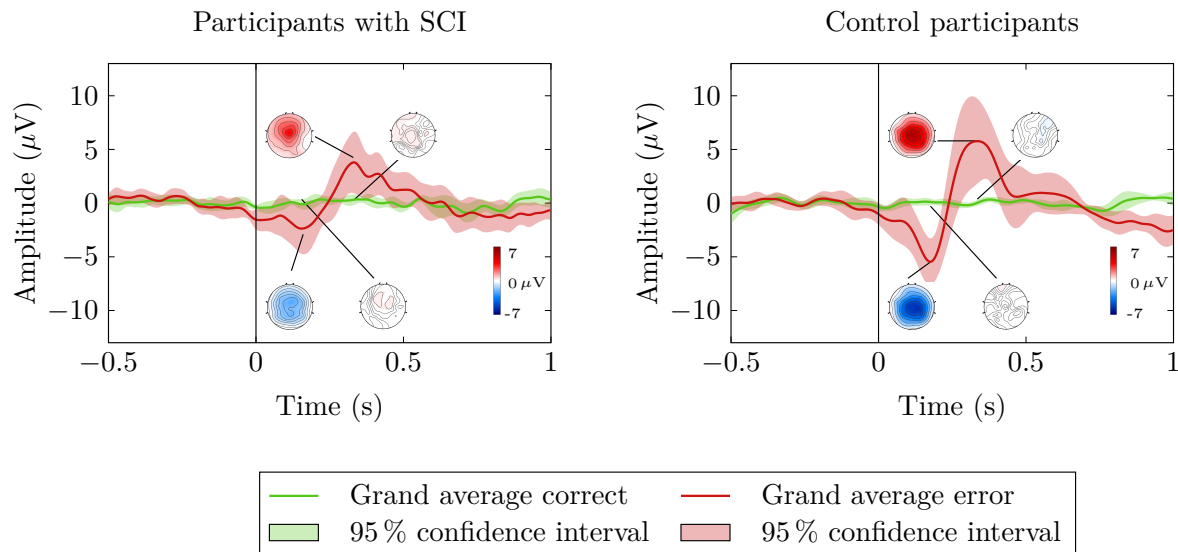 Participants with SCI
Control participants
Amplitude (μV)
10
5
0
−5
−10
7
0 μV
-7
−0.5
0
0.5
1
Time (s)
Amplitude (μV)
10
5
0
−5
−10
7
0 μV
-7
−0.5
0
0.5
1
Time (s)
Grand average correct
Grand average error
95 % confidence interval
95 % confidence interval